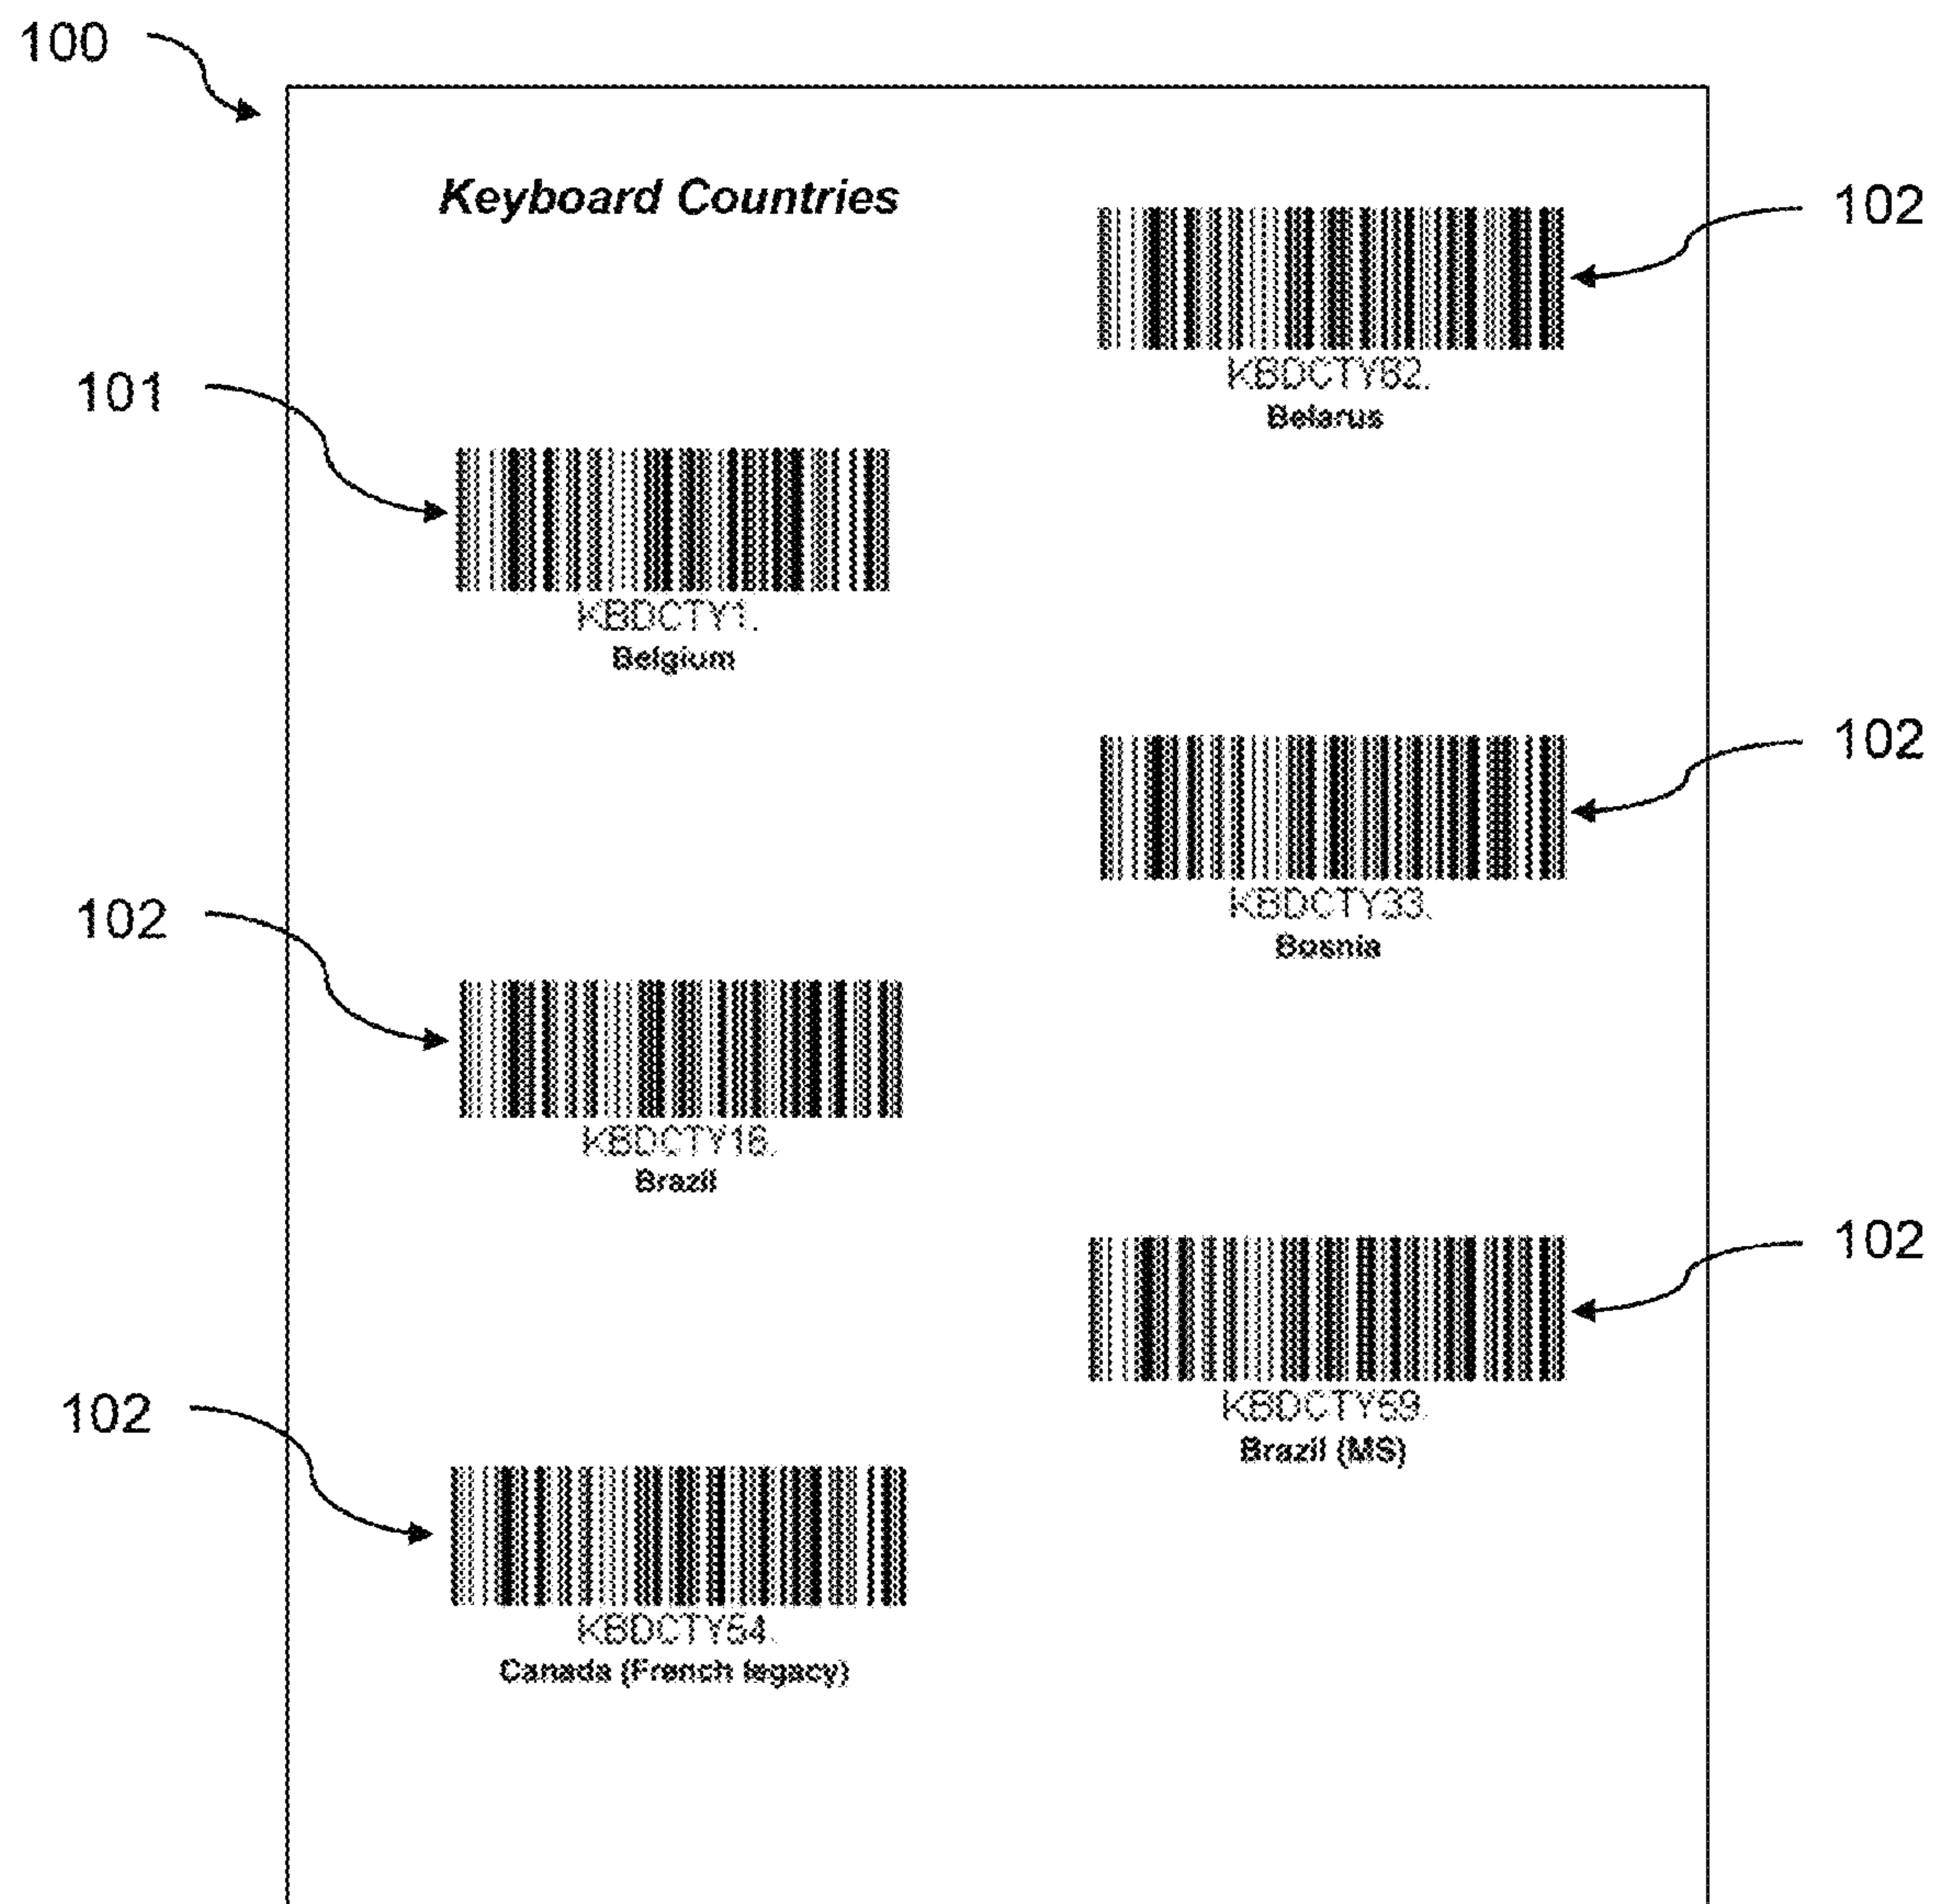 100
Keyboard Countries
102
KBDCTY82.
Belarus
101
KBDCTY1.
Belgium
102
KBDCTY33.
Bosnia
102
KBDCTY16.
Brazil
102
KBDCTY59.
Brazil (MS)
102
KBDCTY54.
Canada (French legacy)